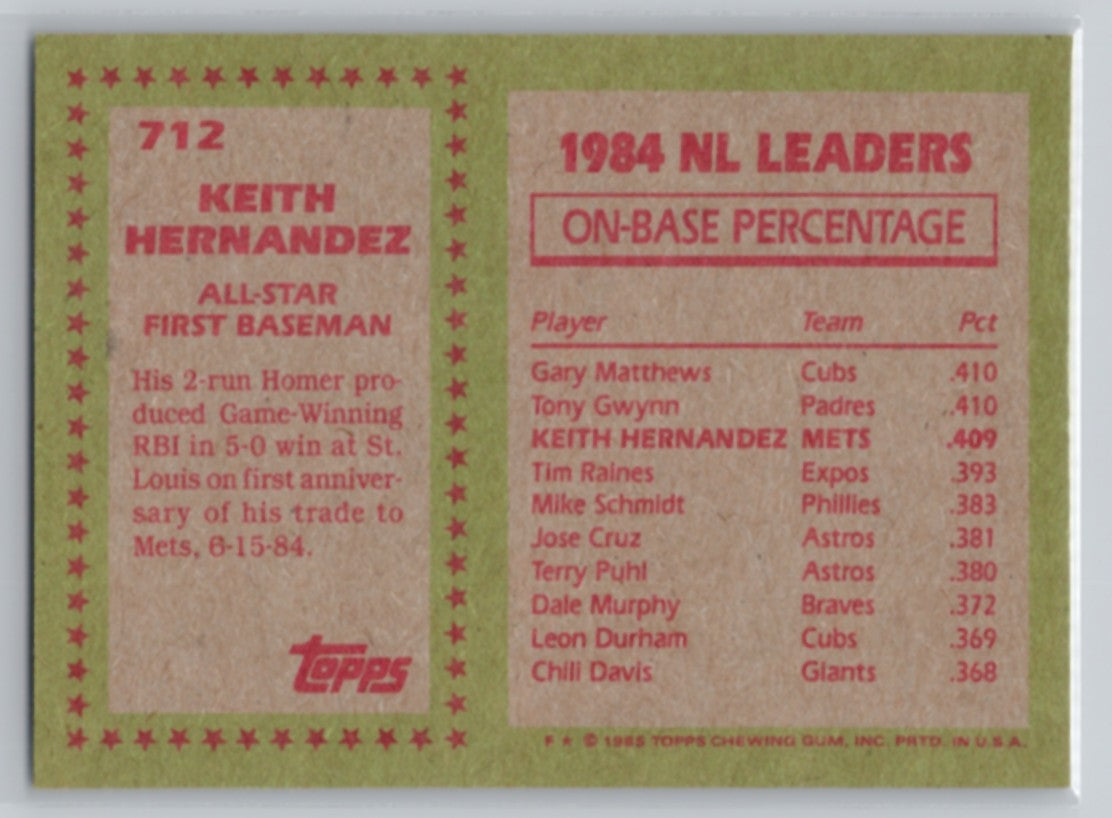 712
KEITH
HERNANDEZ
ALL-STAR
FIRST BASEMAN
His 2-run Homer pro-
duced Game-Winning
RBI in 5-0 win at St.
Louis on first anniver-
sary of his trade to
Mets, 6-15-84.
topps
1984 NL LEADERS
ON-BASE PERCENTAGE
Player Team Pct
Gary Matthews Cubs .410
Tony Gwynn Padres .410
KEITH HERNANDEZ METS .409
Tim Raines Expos .393
Mike Schmidt Phillies .383
Jose Cruz Astros .381
Terry Puhl Astros .380
Dale Murphy Braves .372
Leon Durham Cubs .369
Chili Davis Giants .368
F ★ © 1985 TOPPS CHEWING GUM, INC. PRTD. IN U.S.A.